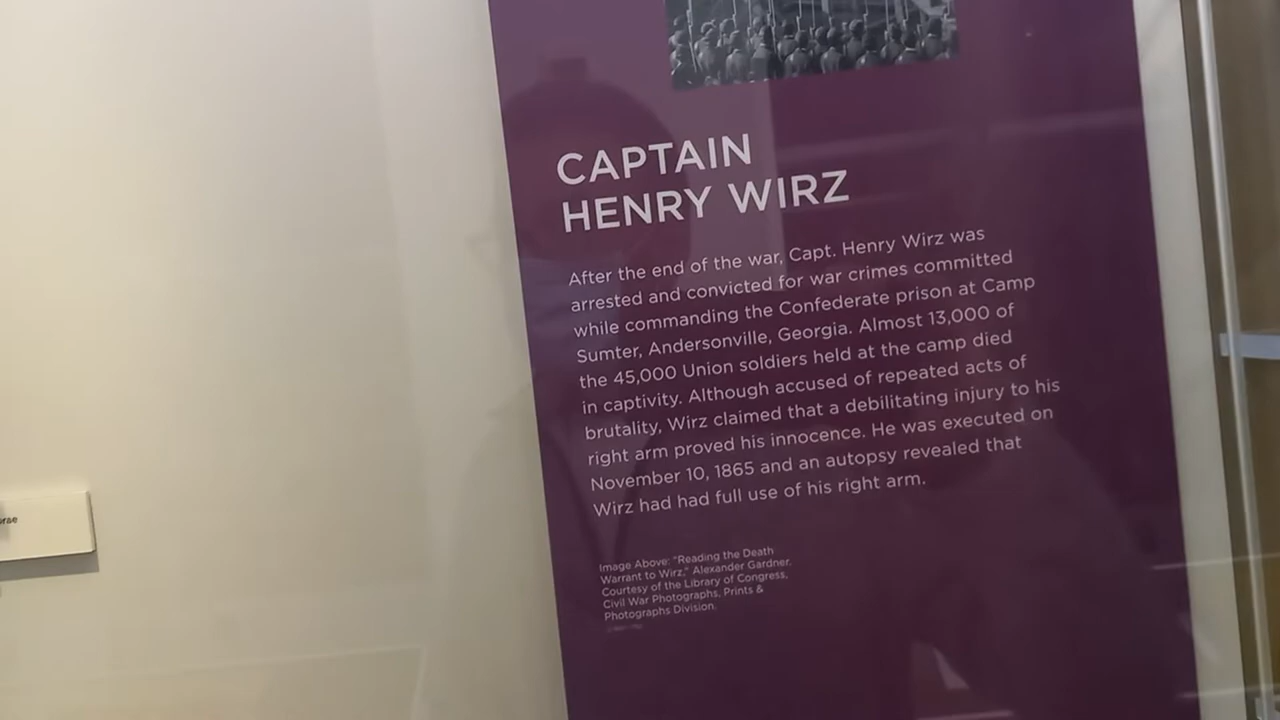 CAPTAIN
HENRY WIRZ
After the end of the war, Capt. Henry Wirz was
arrested and convicted for war crimes committed
while commanding the Confederate prison at Camp
Sumter, Andersonville, Georgia. Almost 13,000 of
the 45,000 Union soldiers held at the camp died
in captivity. Although accused of repeated acts of
brutality, Wirz claimed that a debilitating injury to his
right arm proved his innocence. He was executed on
November 10, 1865 and an autopsy revealed that
Wirz had had full use of his right arm.
Image Above: "Reading the Death
Warrant to Wirz," Alexander Gardner.
Courtesy of the Library of Congress,
Civil War Photographs, Prints &
Photographs Division.